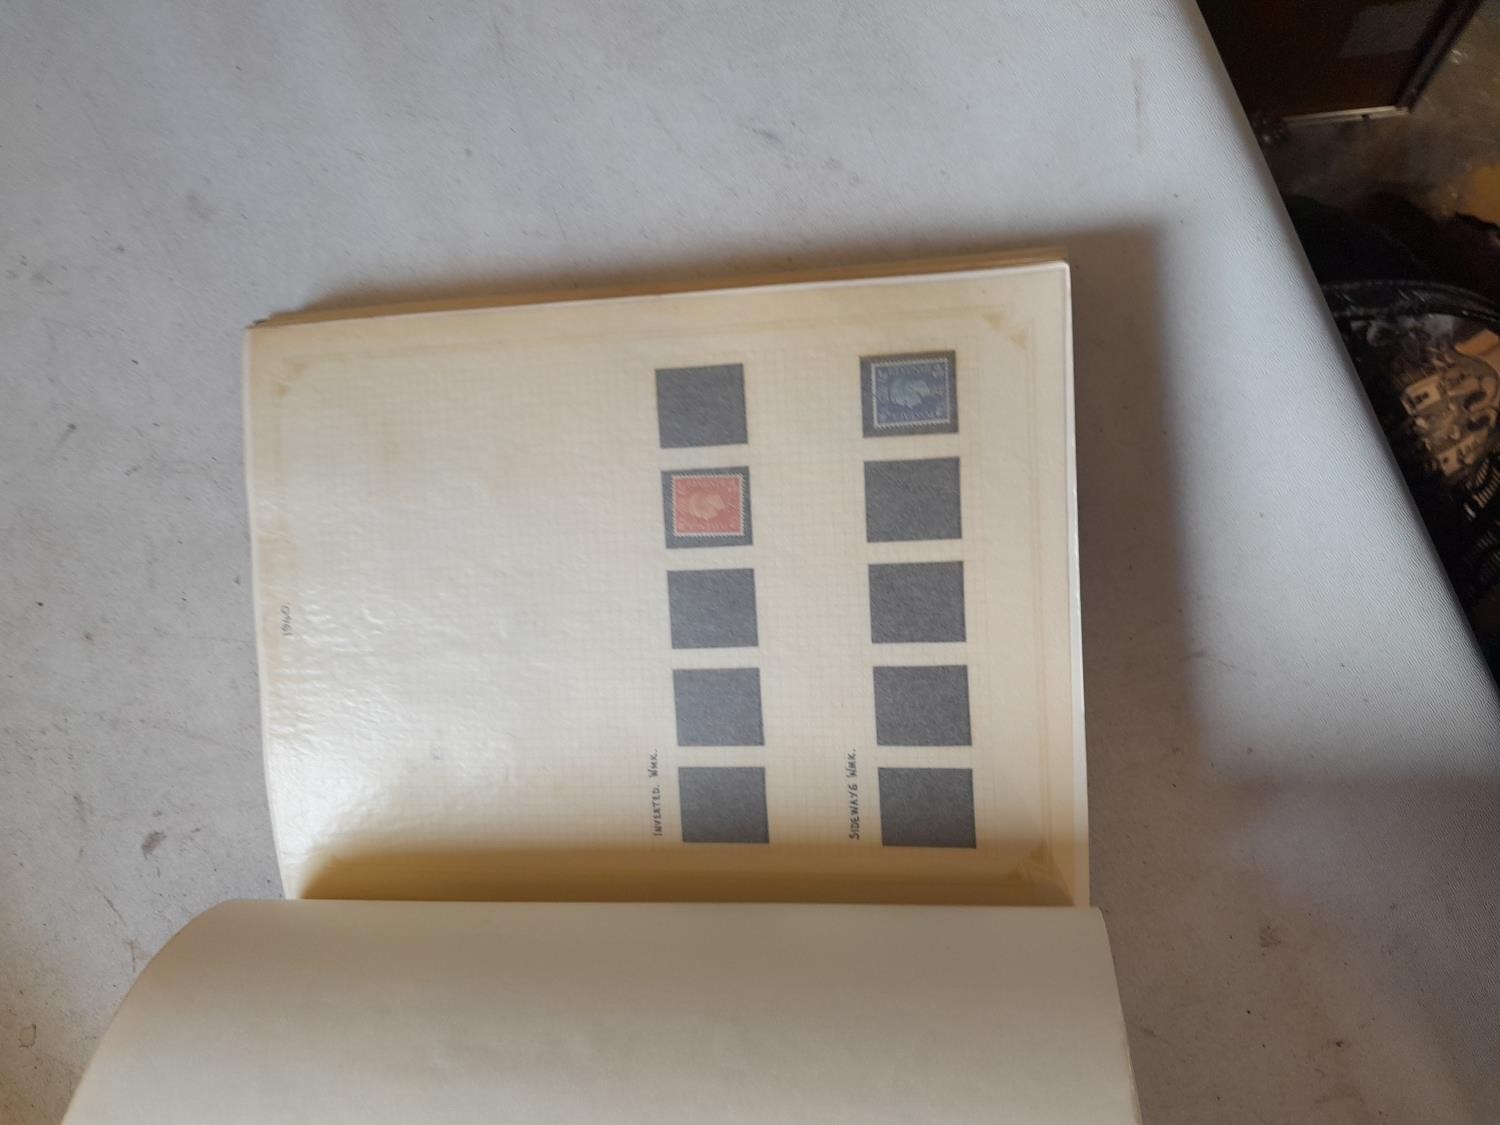 1940.
INVERTED. WMK.
SIDEWAYS WMK.